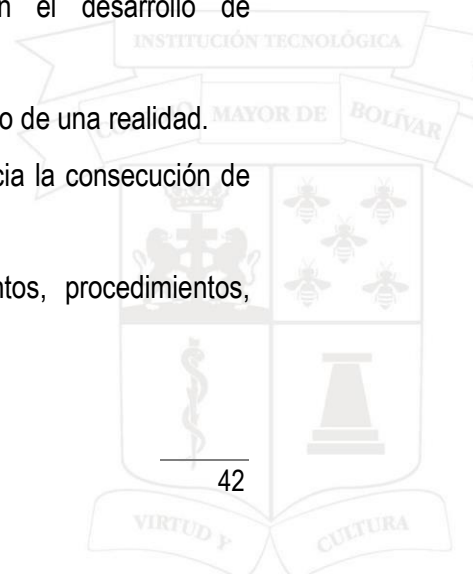 el desarrollo de
INSTITUCIÓN TECNOLÓGICA
MAYOR DE BOLÍVAR
o de una realidad.
cia la consecución de
ntos, procedimientos,
42
VIRTUD Y CULTURA